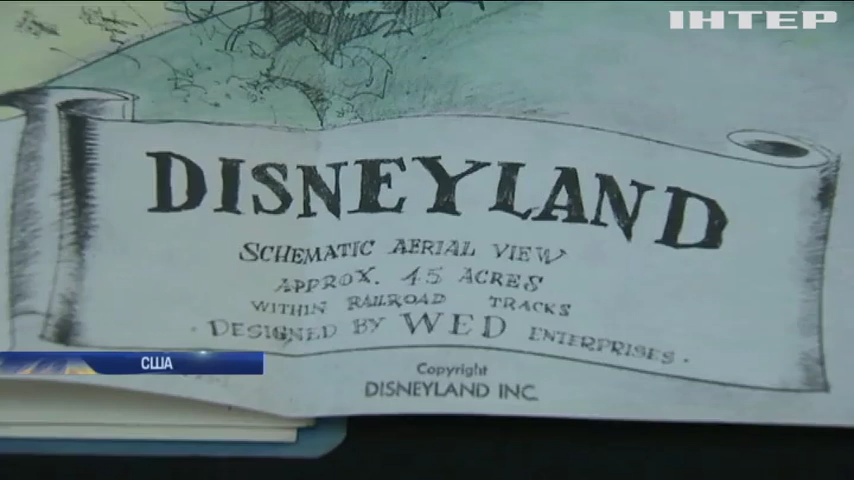 ІНТЕР
DISNEYLAND
SCHEMATIC AERIAL VIEW
APPROX. 45 ACRES
WITHIN RAILROAD TRACKS
· DESIGNED BY WED ENTERPRISES ·
США
Copyright
DISNEYLAND INC.